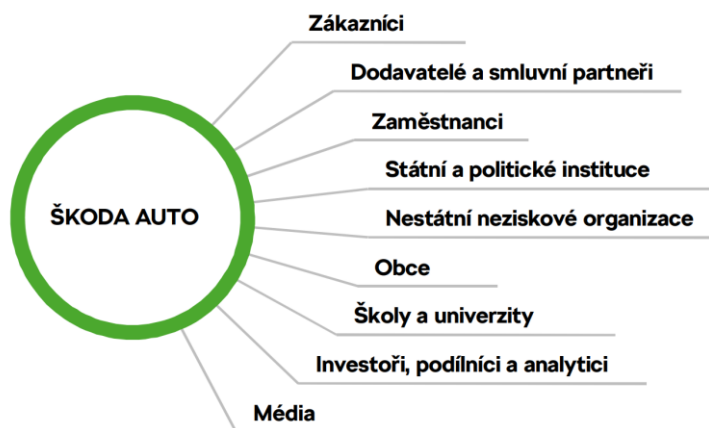 Zákazníci
Dodavatelé a smluvní partneři
Zaměstnanci
Státní a politické instituce
ŠKODA AUTO
Nestátní neziskové organizace
Obce
Školy a univerzity
Investoři, podílníci a analytici
Média